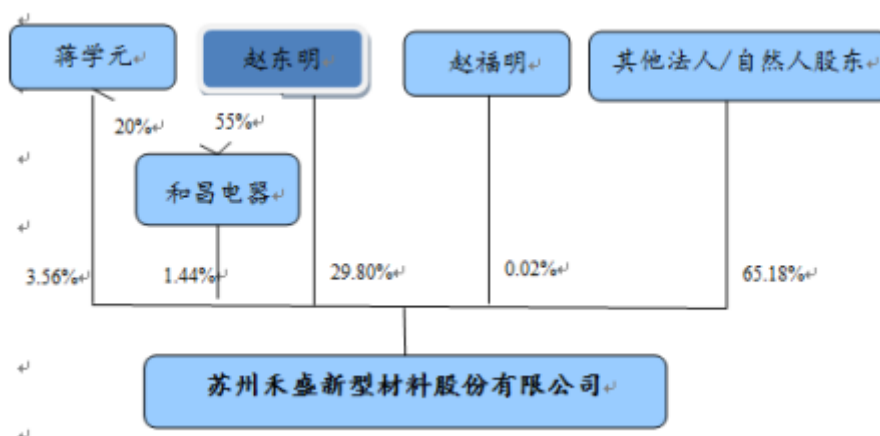 蒋学元
赵东明
赵福明
其他法人/自然人股东
20%
55%
和昌电器
3.56%
1.44%
29.80%
0.02%
65.18%
苏州禾盛新型材料股份有限公司